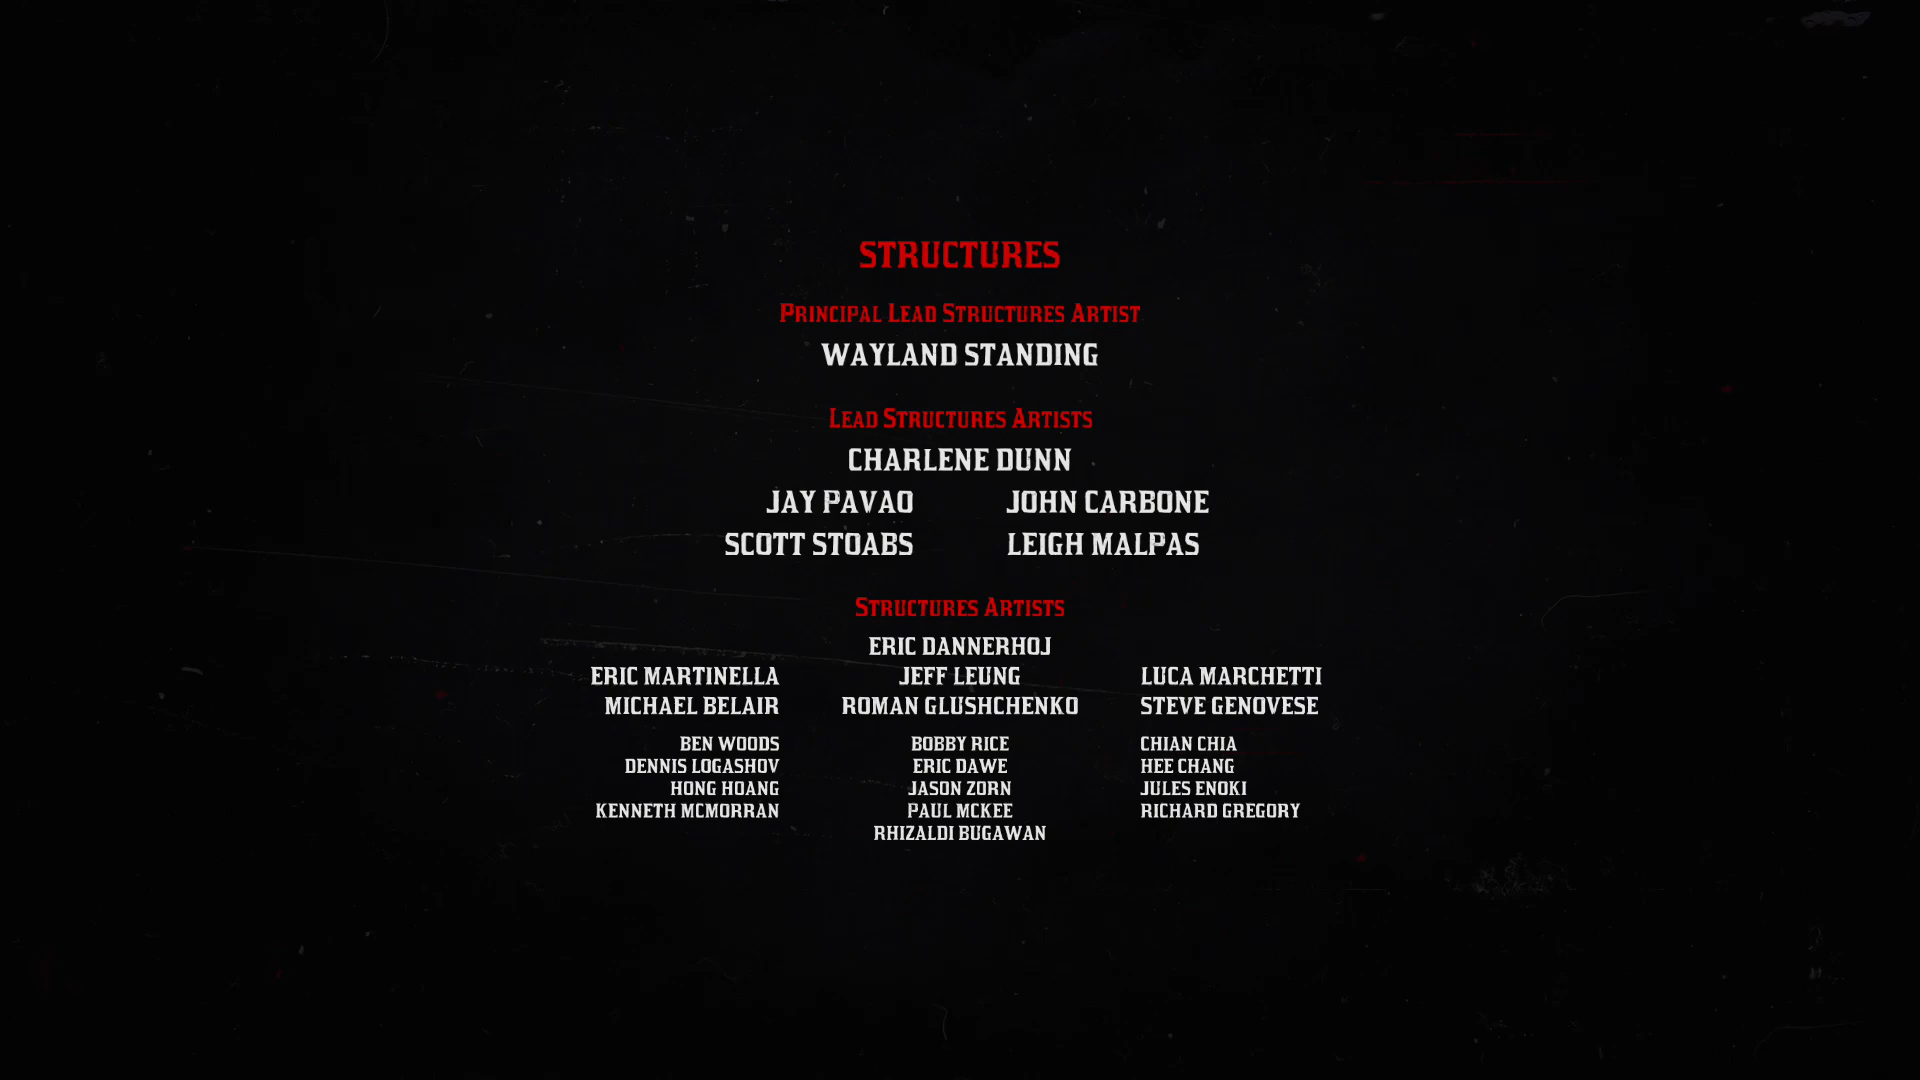 STRUCTURES
PRINCIPAL LEAD STRUCTURES ARTIST
WAYLAND STANDING
LEAD STRUCTURES ARTISTS
CHARLENE DUNN
JAY PAVAO JOHN CARBONE
SCOTT STOABS LEIGH MALPAS
STRUCTURES ARTISTS
ERIC DANNERHOJ
ERIC MARTINELLA JEFF LEUNG LUCA MARCHETTI
MICHAEL BELAIR ROMAN GLUSHCHENKO STEVE GENOVESE
BEN WOODS BOBBY RICE CHIAN CHIA
DENNIS LOGASHOV ERIC DAWE HEE CHANG
HONG HOANG JASON ZORN JULES ENOKI
KENNETH MCMORRAN PAUL MCKEE RICHARD GREGORY
RHIZALDI BUGAWAN